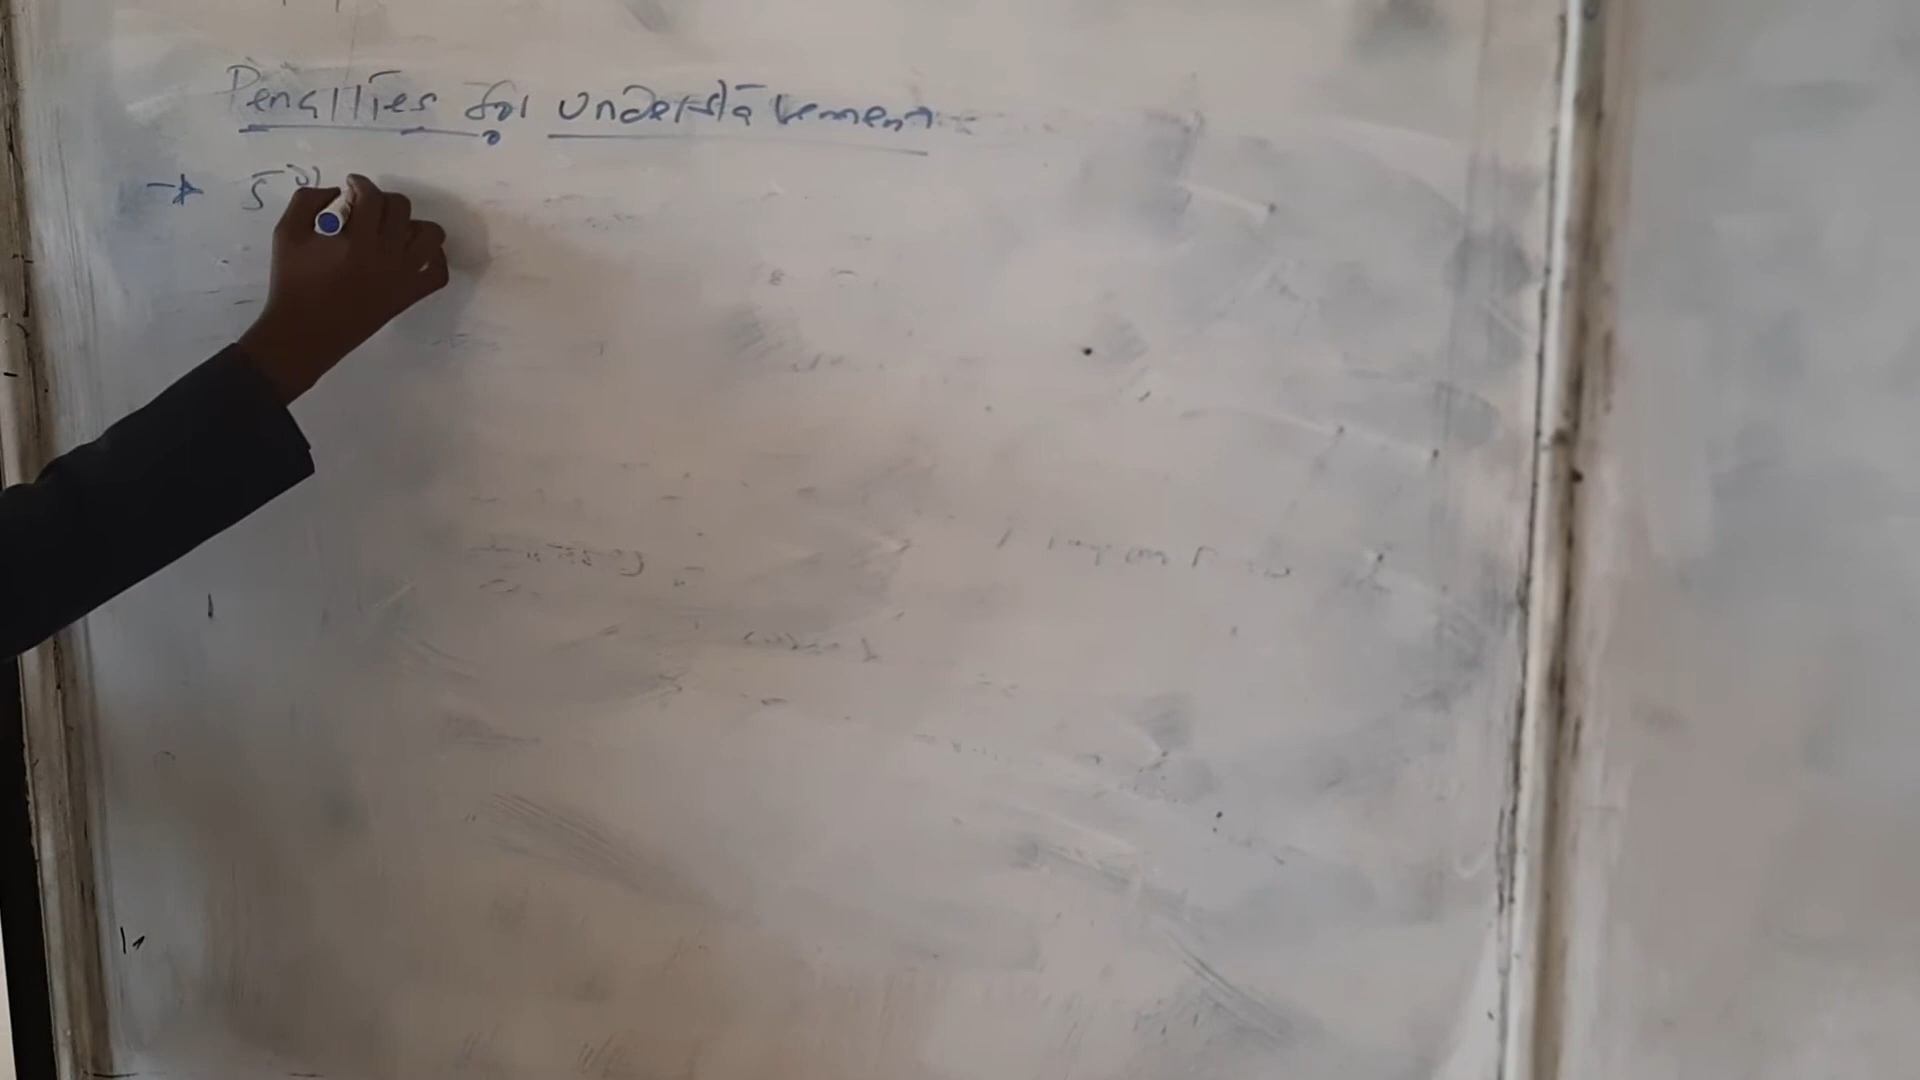 Penalties for understatement
→ 5